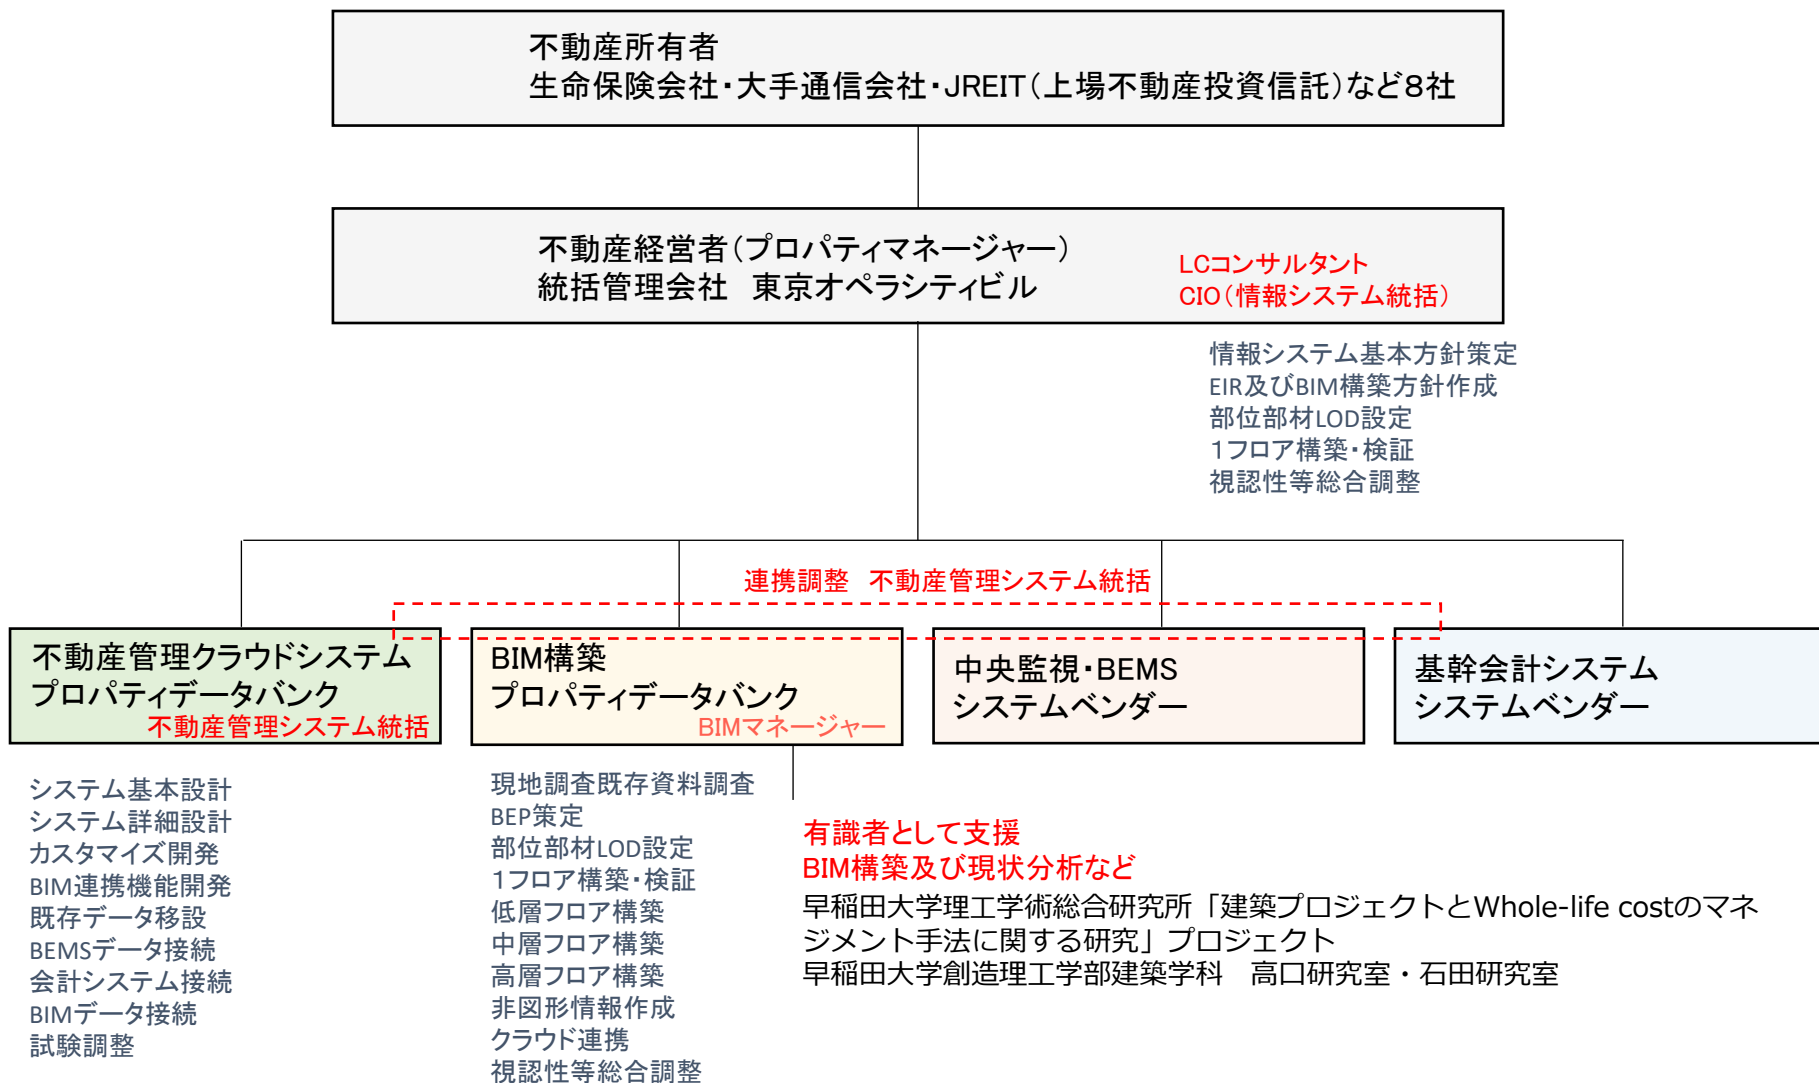 不動産所有者
生命保険会社・大手通信会社・JREIT（上場不動産投資信託）など８社
不動産経営者（プロパティマネージャー）
統括管理会社　東京オペラシティビル
LCコンサルタント
CIO（情報システム統括）
情報システム基本方針策定
EIR及びBIM構築方針作成
部位部材LOD設定
１フロア構築・検証
視認性等総合調整
連携調整　不動産管理システム統括
不動産管理クラウドシステム
プロパティデータバンク
不動産管理システム統括
システム基本設計
システム詳細設計
カスタマイズ開発
BIM連携機能開発
既存データ移設
BEMSデータ接続
会計システム接続
BIMデータ接続
試験調整
BIM構築
プロパティデータバンク
BIMマネージャー
現地調査既存資料調査
BEP策定
部位部材LOD設定
１フロア構築・検証
低層フロア構築
中層フロア構築
高層フロア構築
非図形情報作成
クラウド連携
視認性等総合調整
中央監視・BEMS
システムベンダー
基幹会計システム
システムベンダー
有識者として支援
BIM構築及び現状分析など
早稲田大学理工学術総合研究所「建築プロジェクトとWhole-life costのマネ
ジメント手法に関する研究」プロジェクト
早稲田大学創造理工学部建築学科　高口研究室・石田研究室